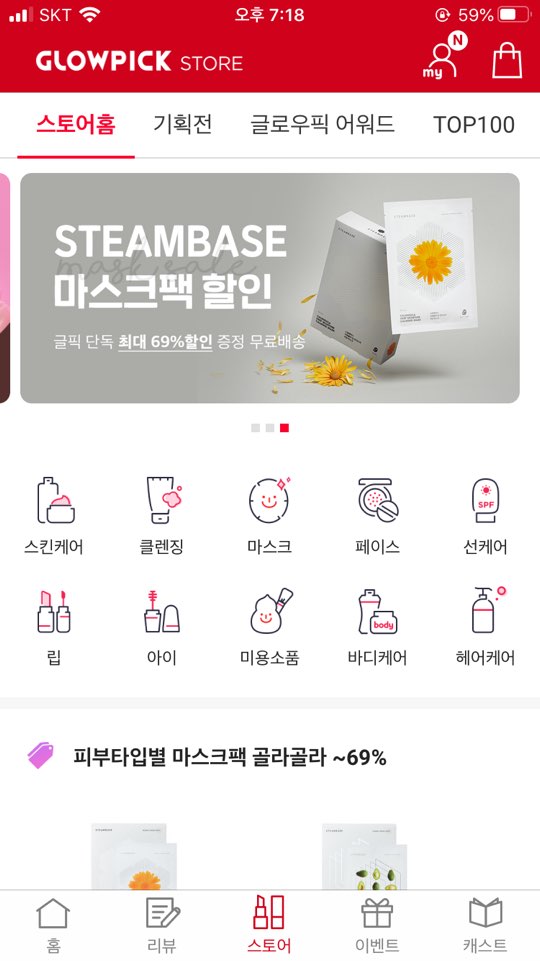 SKT 오후 7:18 59%
GLOWPICK STORE
N
my
스토어홈 기획전 글로우픽 어워드 TOP100
STEAMBASE
mask sale
마스크팩 할인
글픽 단독 최대 69%할인 증정 무료배송
STEAMBASE
SPF
스킨케어 클렌징 마스크 페이스 선케어
body
립 아이 미용소품 바디케어 헤어케어
피부타입별 마스크팩 골라골라 ~69%
STEAMBASE STEAMBASE
홈 리뷰 스토어 이벤트 캐스트